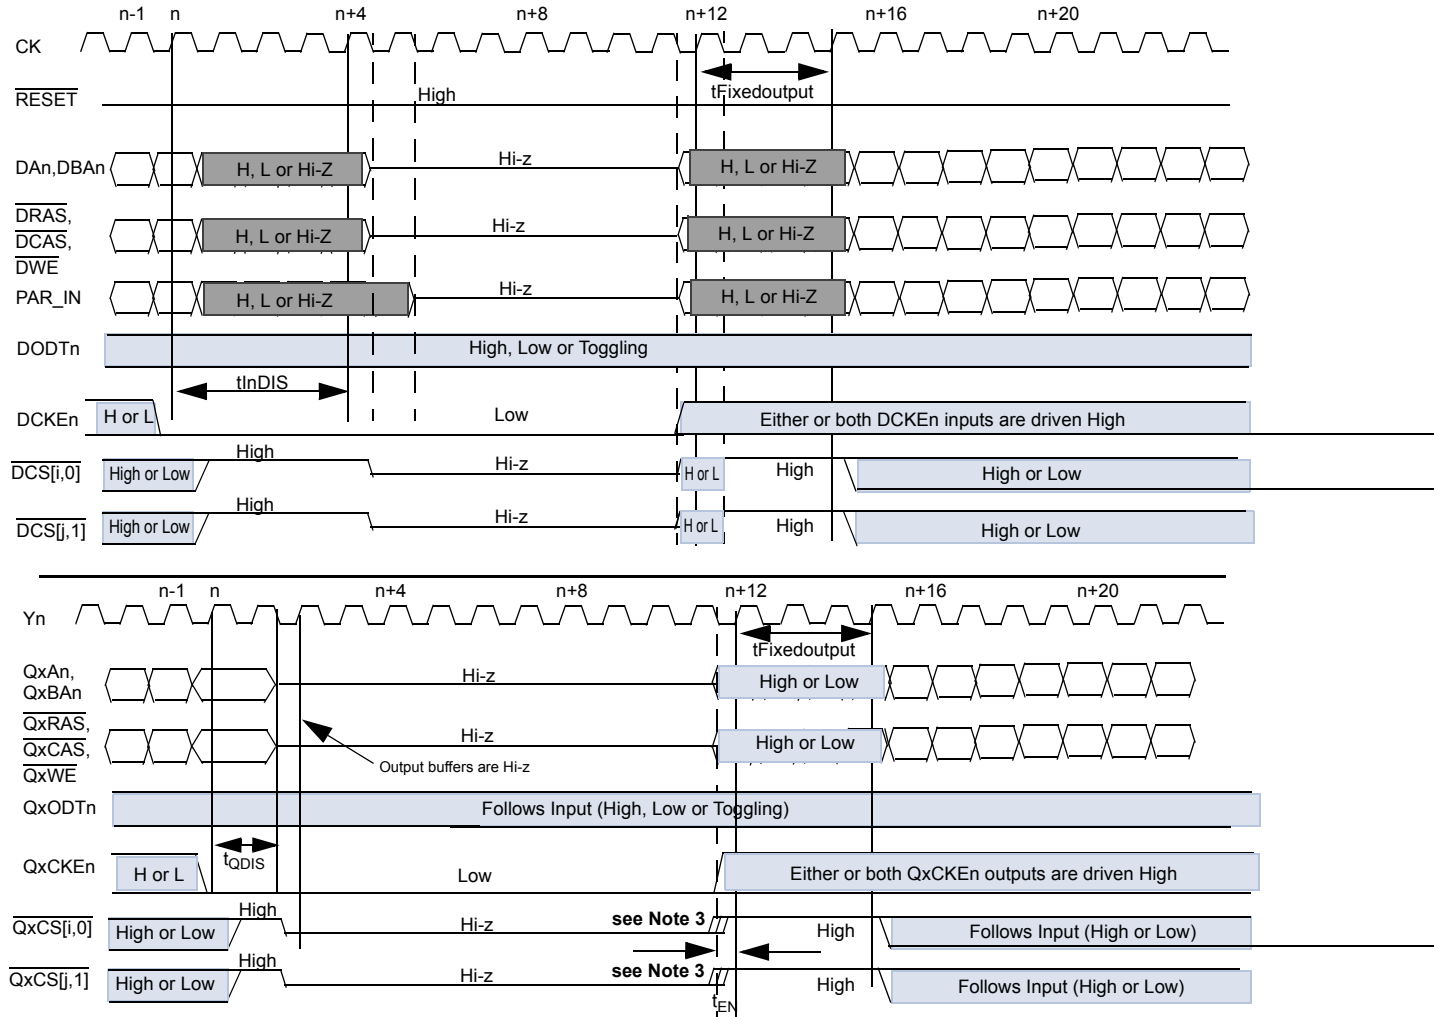 n-1 n n+4 n+8 n+12 n+16 n+20
CK
RESET
High
tFixedoutput
DAn,DBAn
H, L or Hi-Z
Hi-z
H, L or Hi-Z
DRAS,
DCAS,
DWE
H, L or Hi-Z
Hi-z
H, L or Hi-Z
PAR_IN
H, L or Hi-Z
Hi-z
H, L or Hi-Z
DODTn
High, Low or Toggling
tInDIS
DCKEn
H or L
Low
Either or both DCKEn inputs are driven High
DCS[i,0]
High or Low
High
Hi-z
H or L
High
High or Low
DCS[j,1]
High or Low
High
Hi-z
H or L
High
High or Low
n-1 n n+4 n+8 n+12 n+16 n+20
Yn
tFixedoutput
QxAn,
QxBAn
Hi-z
High or Low
QxRAS,
QxCAS,
QxWE
Hi-z
High or Low
Output buffers are Hi-z
QxODTn
Follows Input (High, Low or Toggling)
tQDIS
QxCKEn
H or L
Low
Either or both QxCKEn outputs are driven High
QxCS[i,0]
High or Low
High
Hi-z
see Note 3
High
Follows Input (High or Low)
QxCS[j,1]
High or Low
High
Hi-z
see Note 3
tEN
High
Follows Input (High or Low)